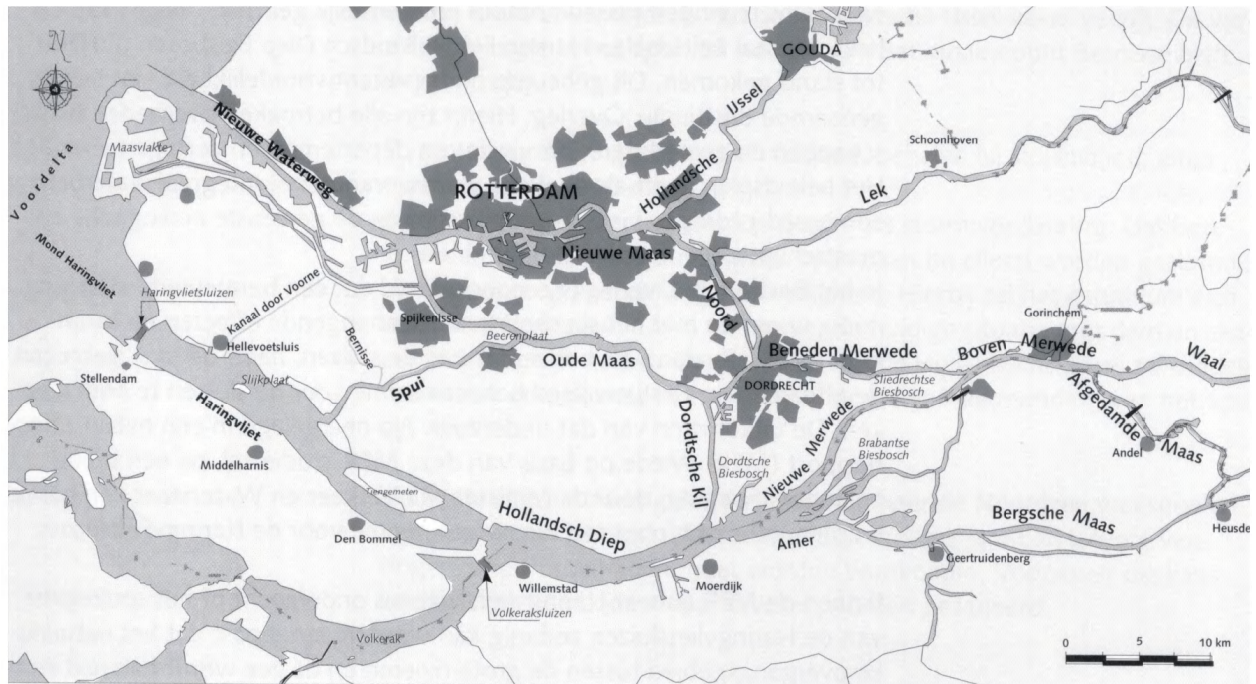 GOUDA
IJssel
Hollandsche
Schoonhoven
Lek
Nieuwe Waterweg
Maasvlakte
Voordelta
ROTTERDAM
Nieuwe Maas
Mond Haringvliet
Haringvlietsluizen
Kanaal door Voorne
Spijkenisse
Beerenplaat
Noord
Gorinchem
Hellevoetsluis
Bernisse
Oude Maas
Beneden Merwede
Boven Merwede
Waal
Stellendam
Slijkplaat
Spui
DORDRECHT
Sliedrechtse
Biesbosch
Afgedamde Maas
Haringvliet
Dordtsche Kil
Nieuwe Merwede
Brabantse
Biesbosch
Andel
Middelharnis
Dordtsche
Biesbosch
Tiengemeten
Hollandsch Diep
Amer
Bergsche Maas
Heusde
Den Bommel
Geertruidenberg
Willemstad
Moerdijk
Volkeraksluizen
Volkerak
0 5 10 km